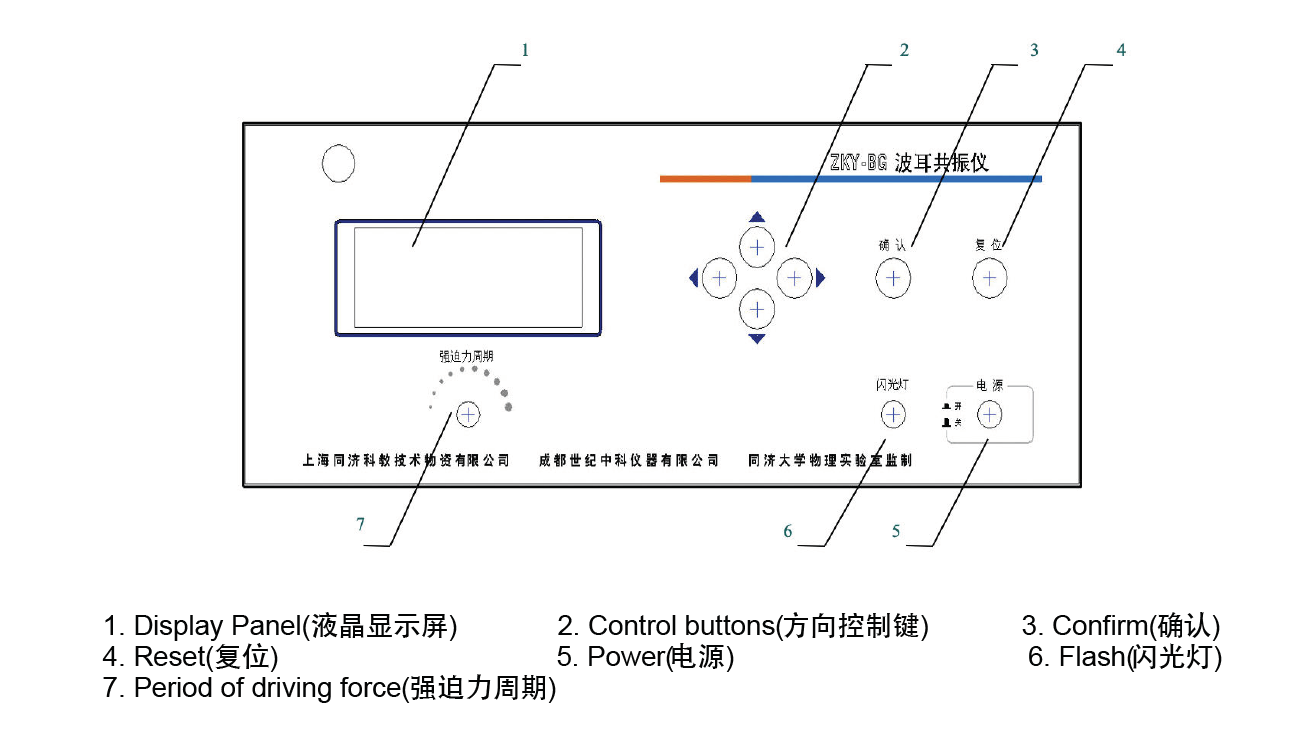 1 2 3 4
ZKY-BG 波耳共振仪
确 认 复 位
强迫力周期
闪光灯 电 源
开
关
上海同济科教技术物资有限公司 成都世纪中科仪器有限公司 同济大学物理实验室监制
7 6 5
1. Display Panel(液晶显示屏) 2. Control buttons(方向控制键) 3. Confirm(确认)
4. Reset(复位) 5. Power(电源) 6. Flash(闪光灯)
7. Period of driving force(强迫力周期)